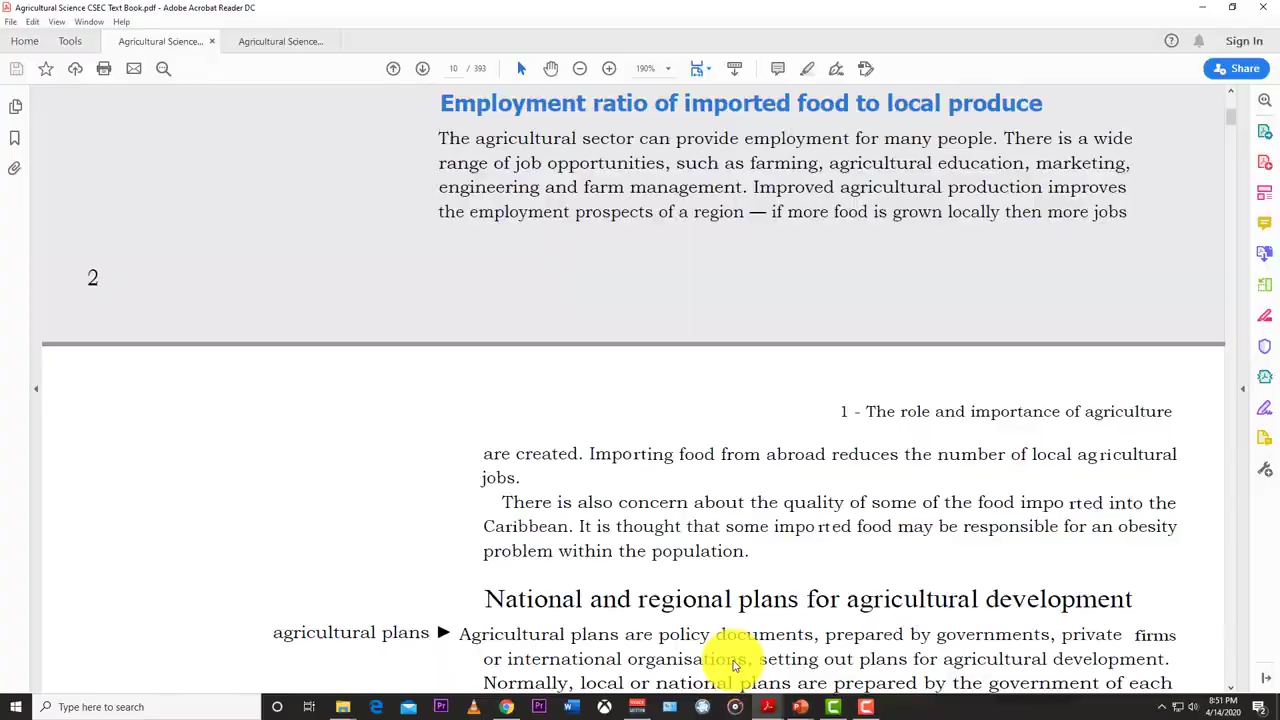 Agricultural Science CSEC Text Book.pdf - Adobe Acrobat Reader DC
File Edit View Window Help
Home Tools Agricultural Science... × Agricultural Science... Sign In
10 / 393 190% Share
Employment ratio of imported food to local produce
The agricultural sector can provide employment for many people. There is a wide
range of job opportunities, such as farming, agricultural education, marketing,
engineering and farm management. Improved agricultural production improves
the employment prospects of a region — if more food is grown locally then more jobs
2
1 - The role and importance of agriculture
are created. Importing food from abroad reduces the number of local agricultural
jobs.
There is also concern about the quality of some of the food imported into the
Caribbean. It is thought that some imported food may be responsible for an obesity
problem within the population.
National and regional plans for agricultural development
agricultural plans ► Agricultural plans are policy documents, prepared by governments, private firms
or international organisations, setting out plans for agricultural development.
Normally, local or national plans are prepared by the government of each
Type here to search
8:51 PM
4/14/2020